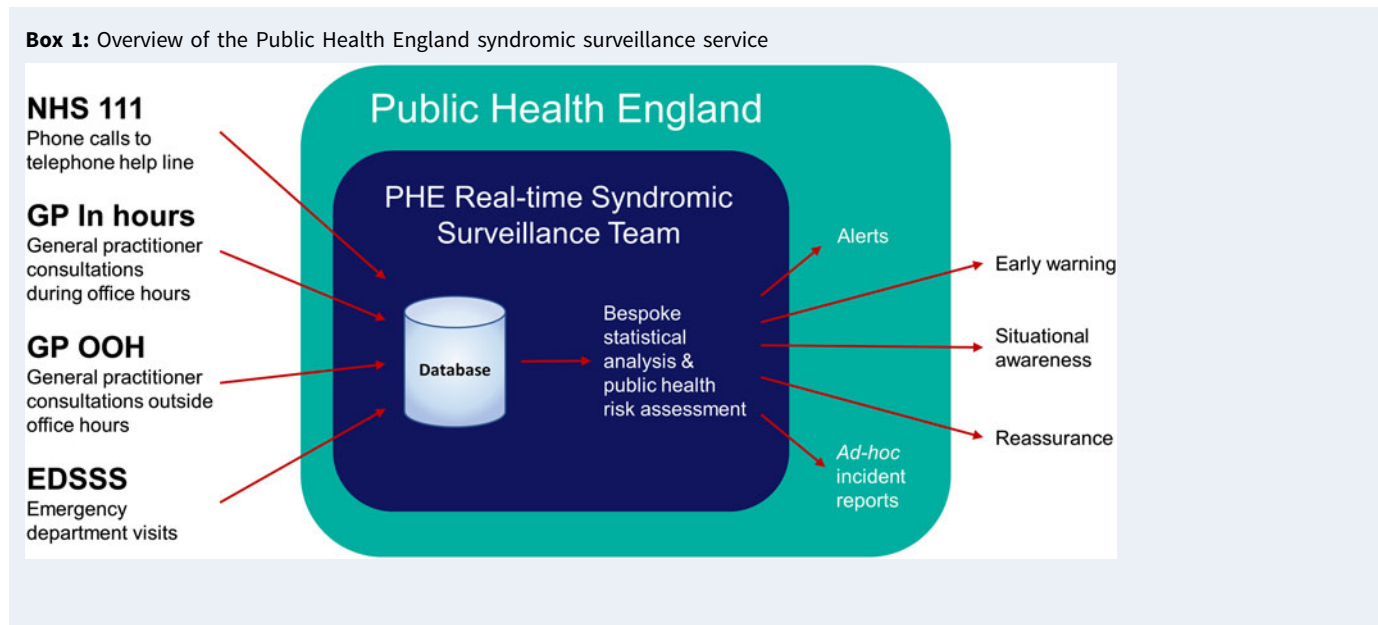 Box 1: Overview of the Public Health England syndromic surveillance service
NHS 111
Phone calls to
telephone help line
GP In hours
General practitioner
consultations
during office hours
GP OOH
General practitioner
consultations outside
office hours
EDSSS
Emergency
department visits
Public Health England
PHE Real-time Syndromic
Surveillance Team
Database
Bespoke
statistical
analysis &
public health
risk assessment
Alerts
Ad-hoc
incident
reports
Early warning
Situational
awareness
Reassurance